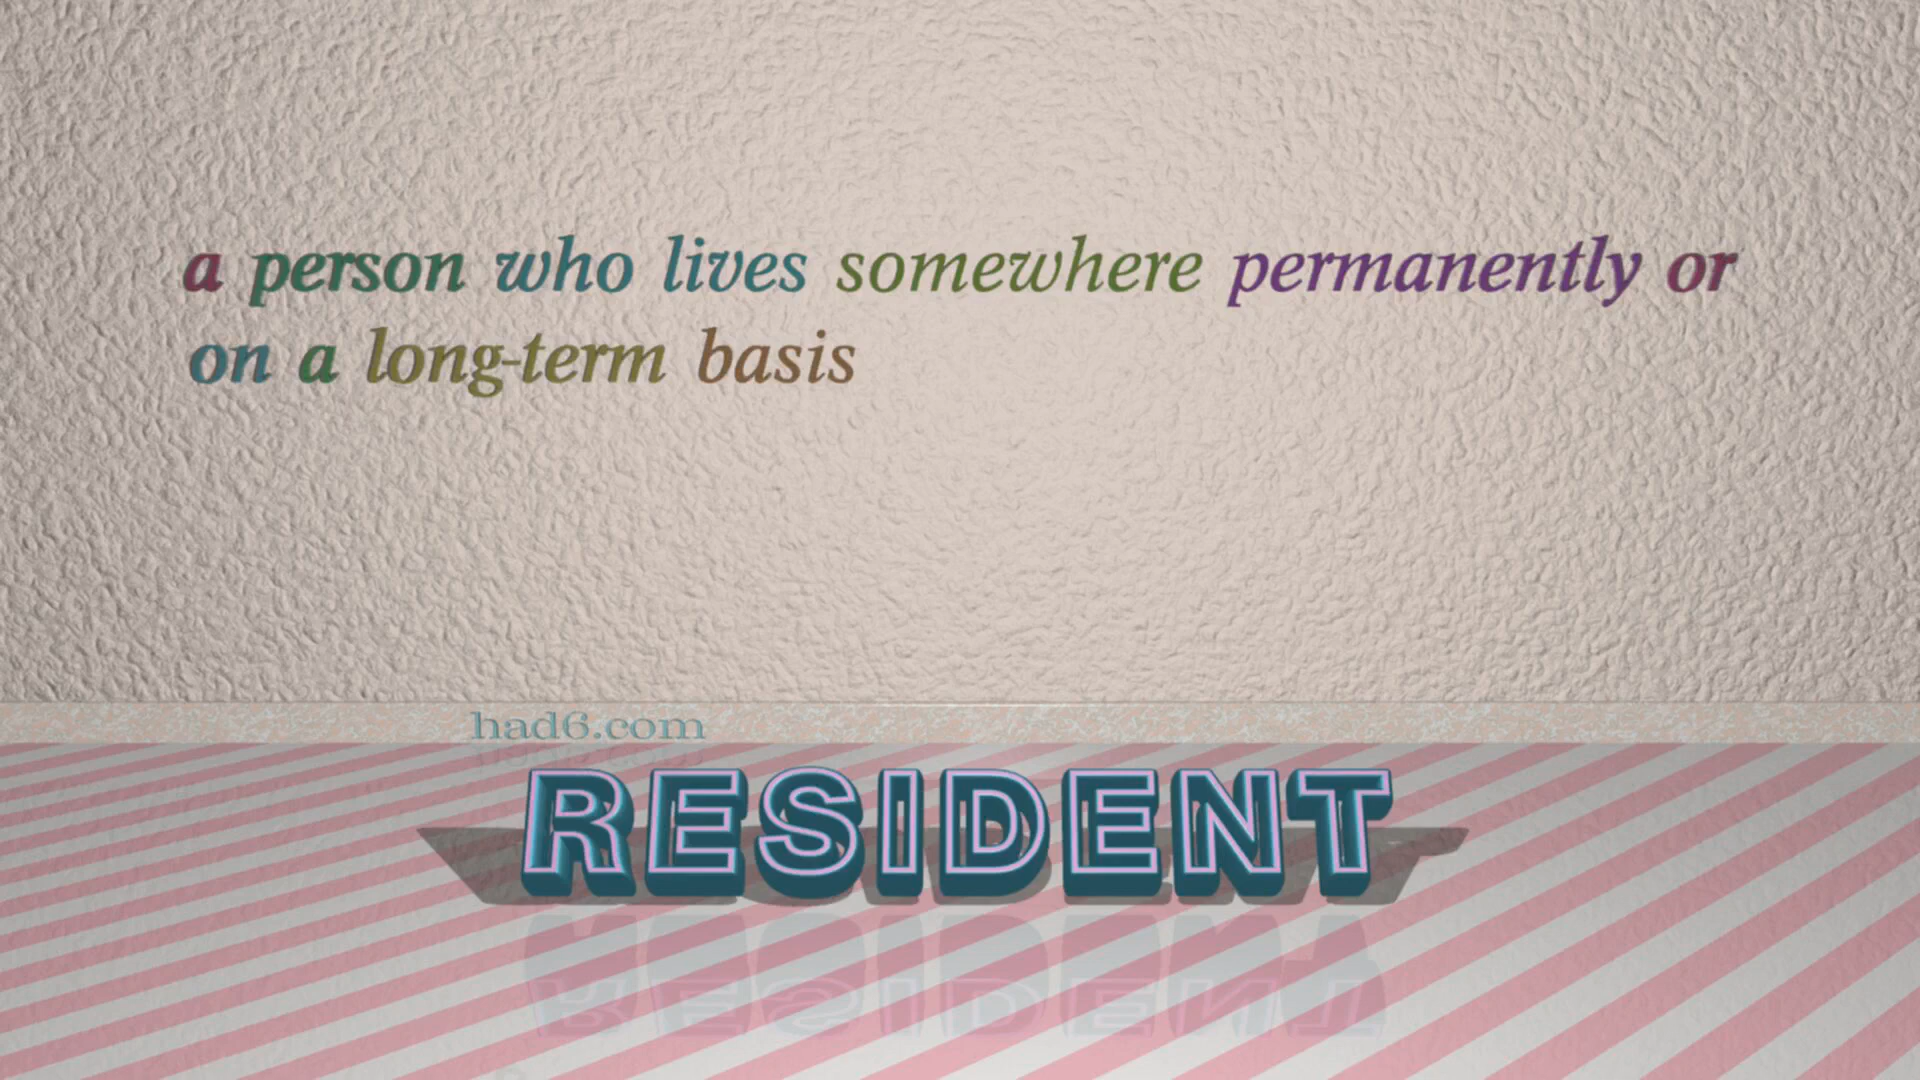 a person who lives somewhere permanently or
on a long-term basis
had6.com
RESIDENT